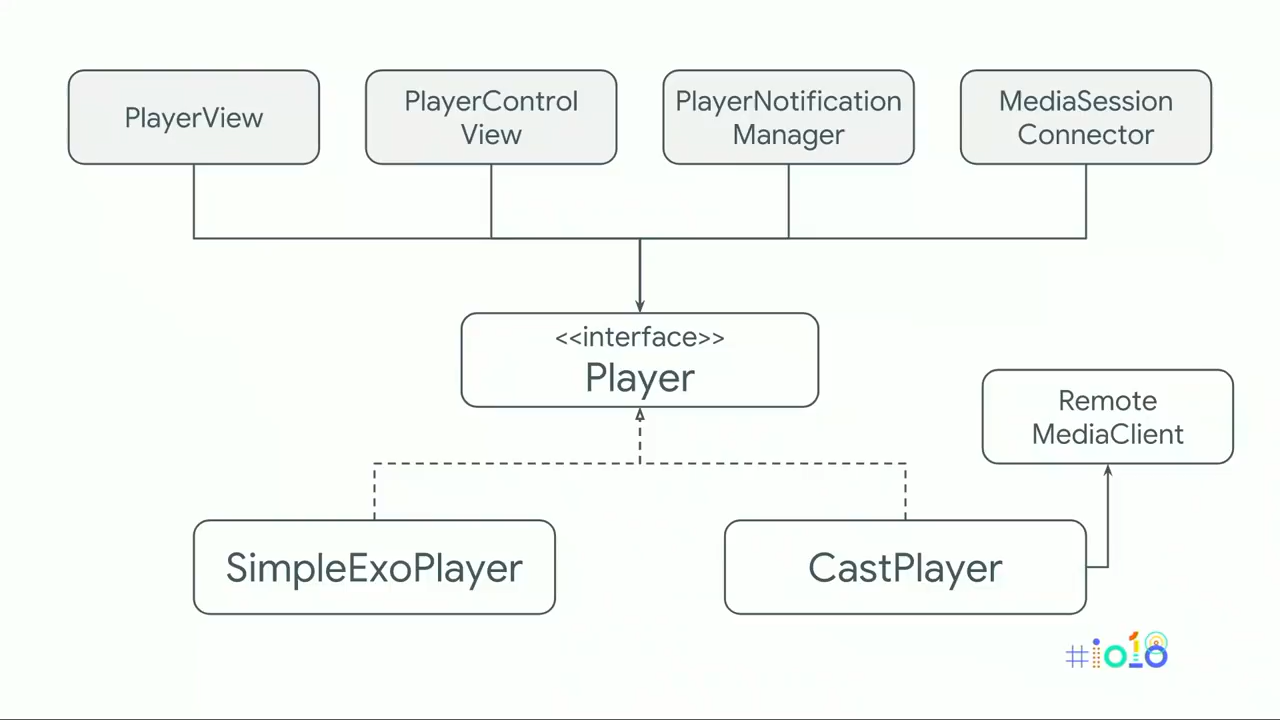 PlayerView
PlayerControl
View
PlayerNotification
Manager
MediaSession
Connector
<<interface>>
Player
Remote
MediaClient
SimpleExoPlayer
CastPlayer
#io18